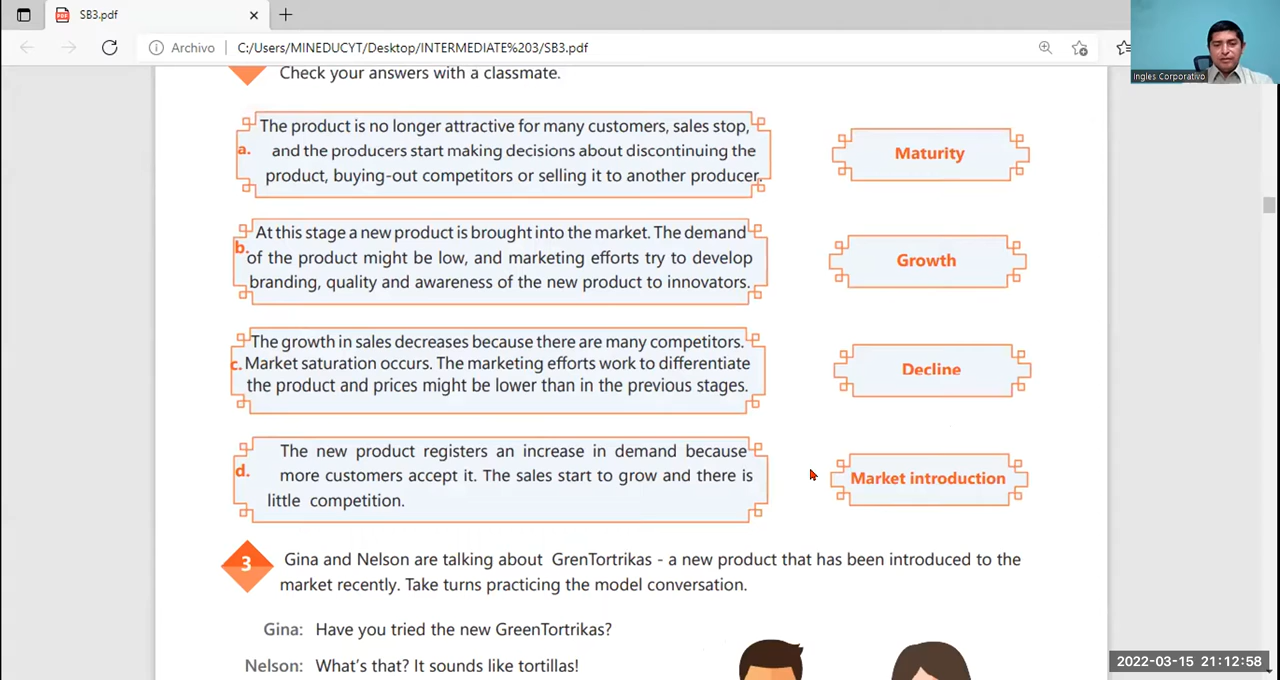 SB3.pdf
Archivo
C:/Users/MINEDUCYT/Desktop/INTERMEDIATE%203/SB3.pdf
Ingles Corporativo
Check your answers with a classmate.
a.
The product is no longer attractive for many customers, sales stop,
and the producers start making decisions about discontinuing the
product, buying-out competitors or selling it to another producer.
Maturity
b.
At this stage a new product is brought into the market. The demand
of the product might be low, and marketing efforts try to develop
branding, quality and awareness of the new product to innovators.
Growth
c.
The growth in sales decreases because there are many competitors.
Market saturation occurs. The marketing efforts work to differentiate
the product and prices might be lower than in the previous stages.
Decline
d.
The new product registers an increase in demand because
more customers accept it. The sales start to grow and there is
little competition.
Market introduction
3
Gina and Nelson are talking about GrenTortrikas - a new product that has been introduced to the
market recently. Take turns practicing the model conversation.
Gina: Have you tried the new GreenTortrikas?
Nelson: What's that? It sounds like tortillas!
2022-03-15 21:12:58